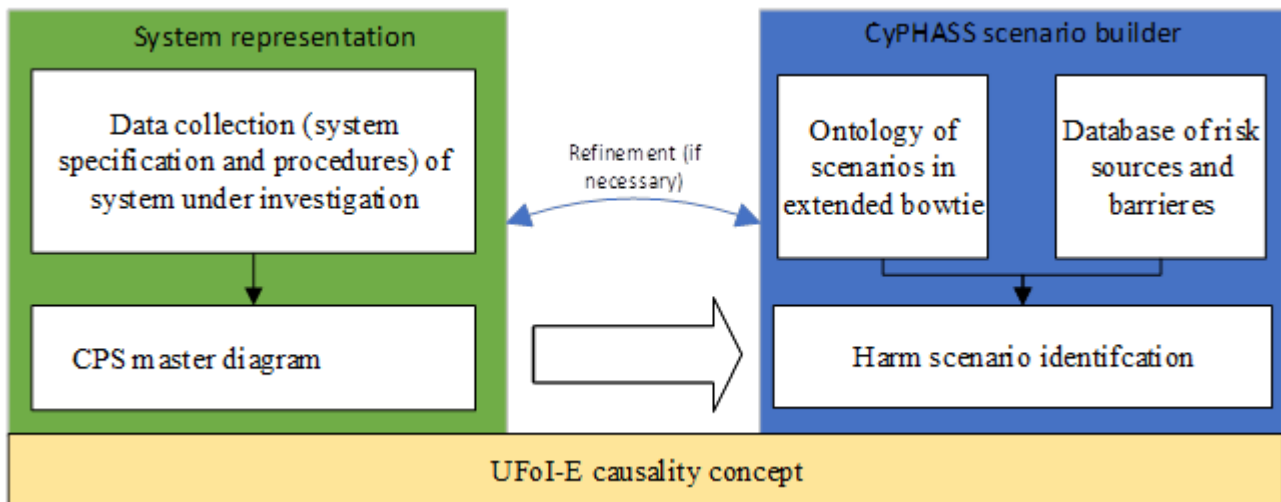 System representation
Data collection (system
specification and procedures) of
system under investigation
CPS master diagram
Refinement (if
necessary)
CyPHASS scenario builder
Ontology of
scenarios in
extended bowtie
Database of risk
sources and
barrieres
Harm scenario identifcation
UFoI-E causality concept